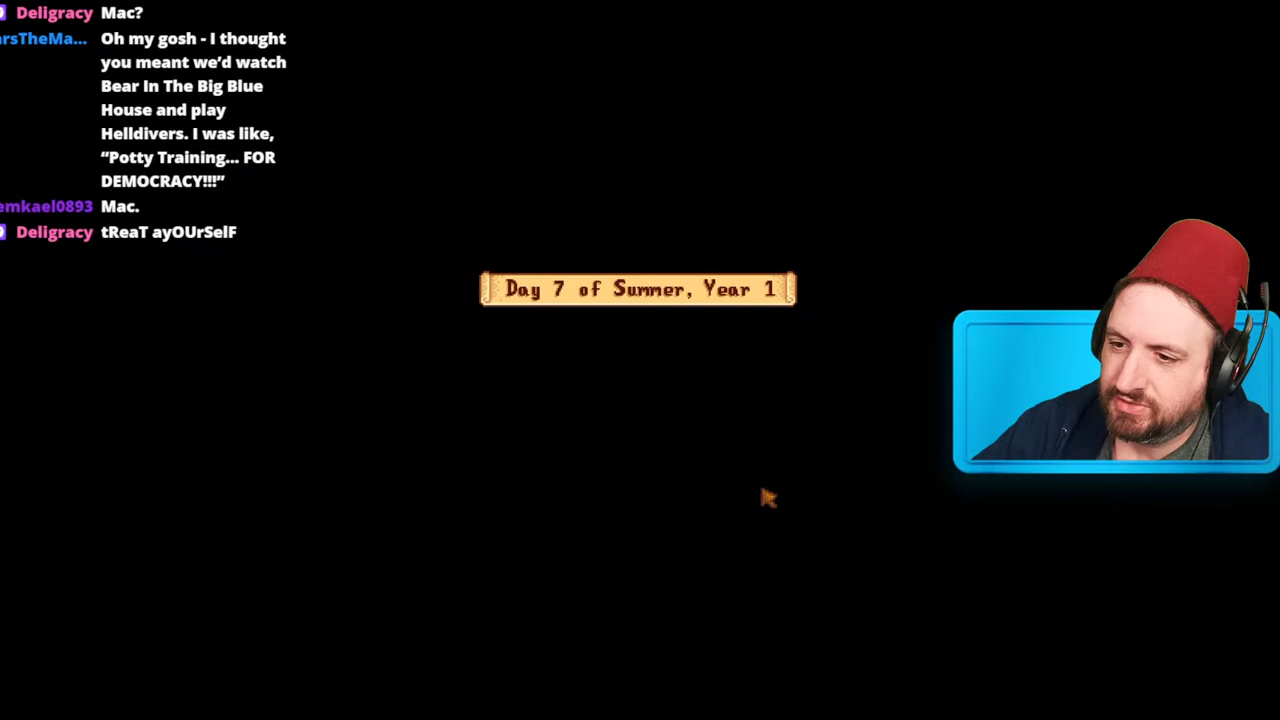 Deligracy Mac?
arsTheMa... Oh my gosh - I thought
you meant we’d watch
Bear In The Big Blue
House and play
Helldivers. I was like,
“Potty Training... FOR
DEMOCRACY!!!”
emkael0893 Mac.
Deligracy tReaT ayOUrSelF
Day 7 of Summer, Year 1